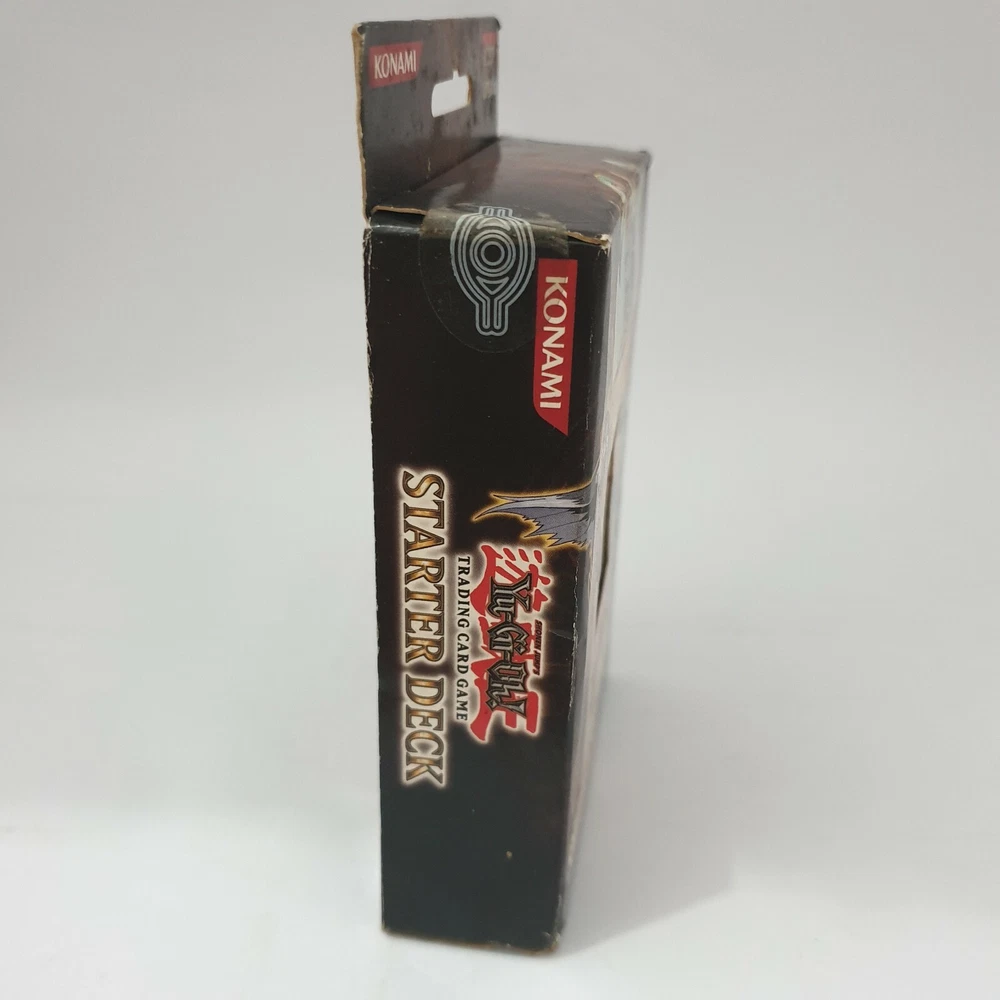 KONAMI
KONAMI
Yu-Gi-Oh!
TRADING CARD GAME
STARTER DECK